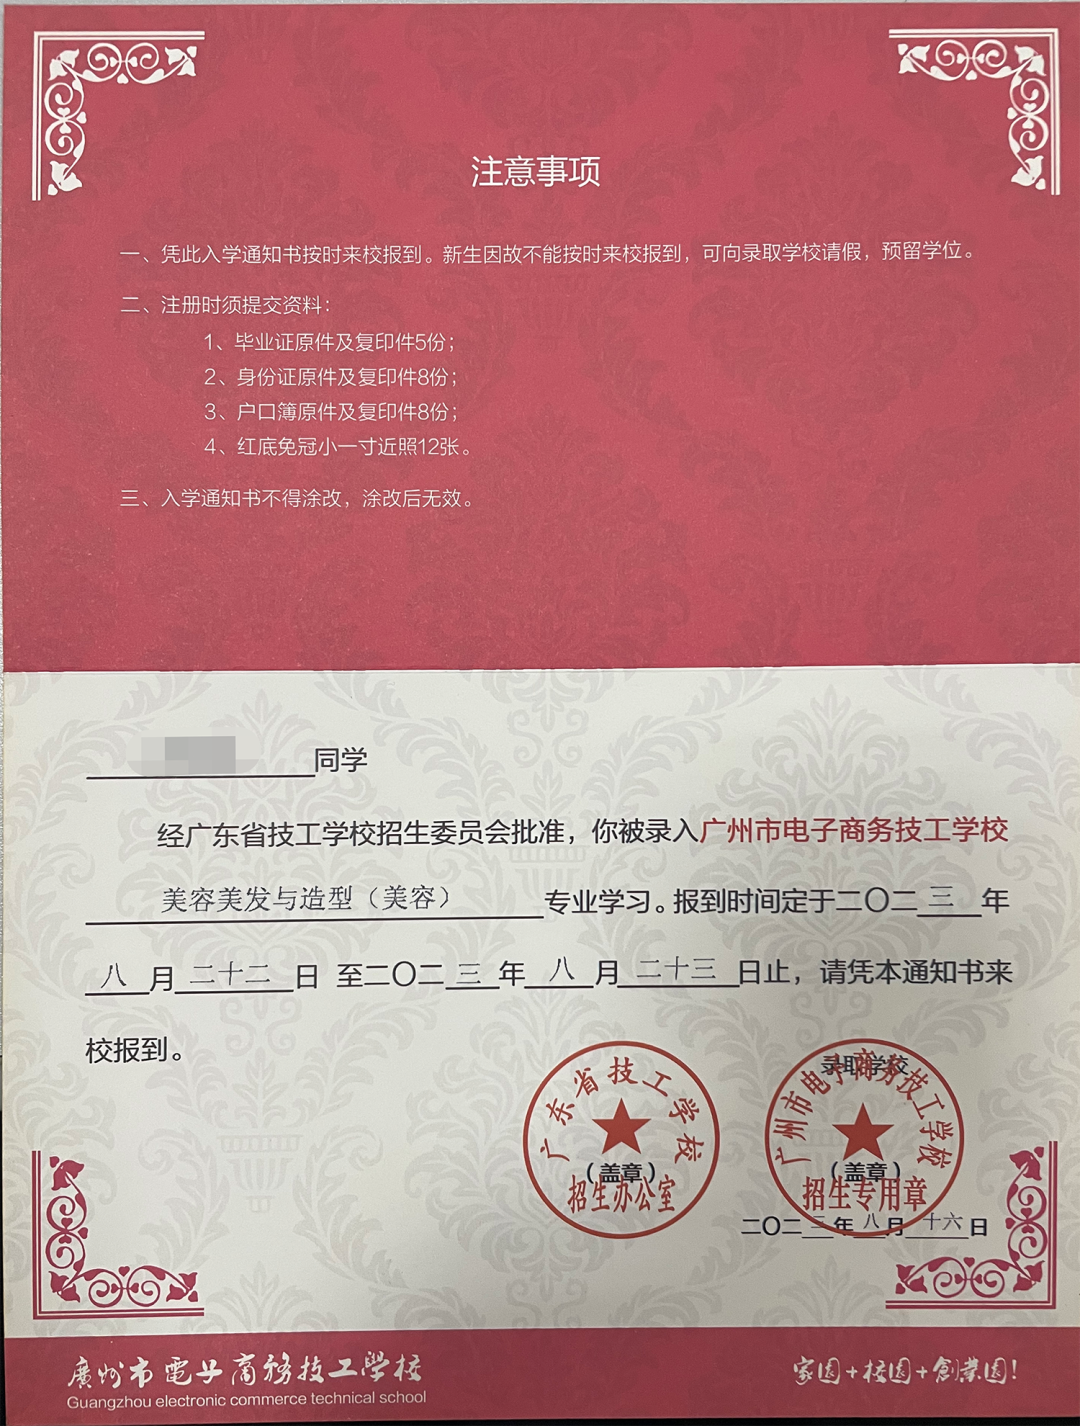 注意事项
一、凭此入学通知书按时来校报到。新生因故不能按时来校报到，可向录取学校请假，预留学位。
二、注册时须提交资料：
1、毕业证原件及复印件5份；
2、身份证原件及复印件8份；
3、户口簿原件及复印件8份；
4、红底免冠小一寸近照12张。
三、入学通知书不得涂改，涂改后无效。
同学
经广东省技工学校招生委员会批准，你被录入广州市电子商务技工学校
美容美发与造型（美容）专业学习。报到时间定于二〇二三年
八月二十二日 至二〇二三年八月二十三日止，请凭本通知书来
校报到。
广东省技工学校
（盖章）
招生办公室
录取学校
广州市电子商务技工学校
（盖章）
招生专用章
二〇二三年八月十六日
廣州市電子商務技工學校
Guangzhou electronic commerce technical school
家園+校園+創業園！